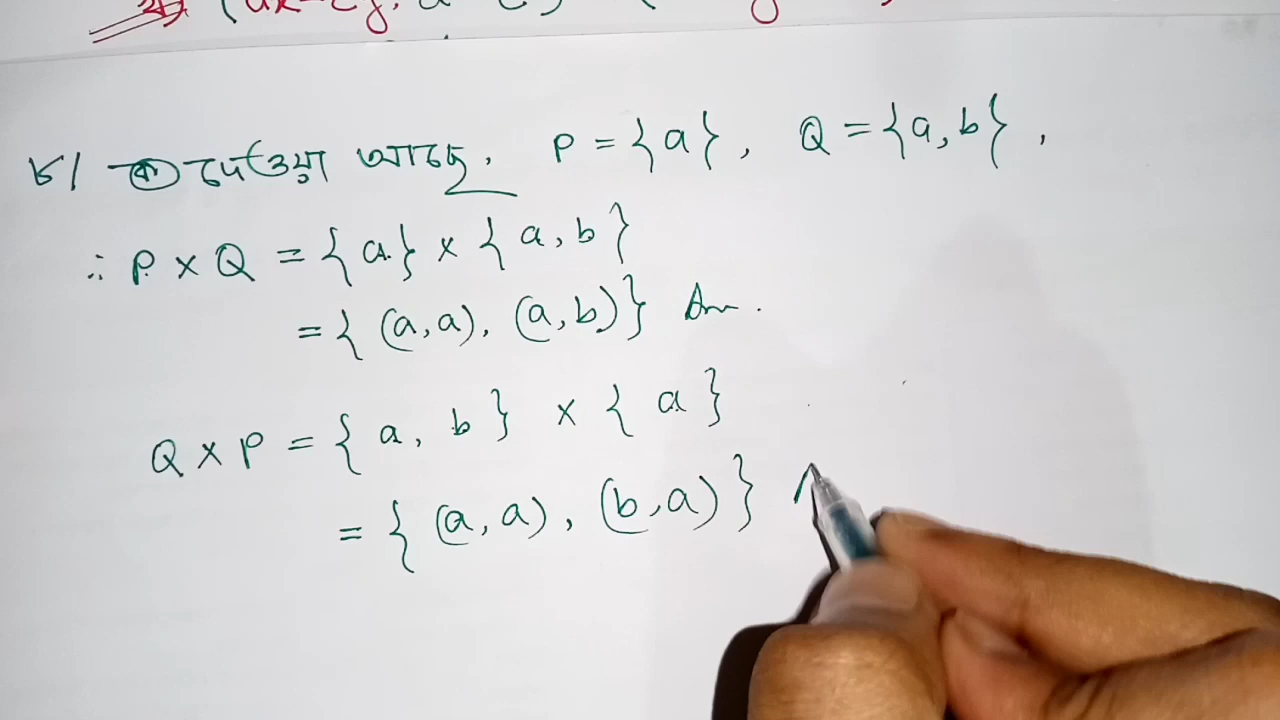 ৮। ক দেওয়া আছে, P = {a}, Q = {a, b},
∴ P × Q = {a} × {a, b}
= {(a, a), (a, b)} Ans.
Q × P = {a, b} × {a}
= {(a, a), (b, a)}